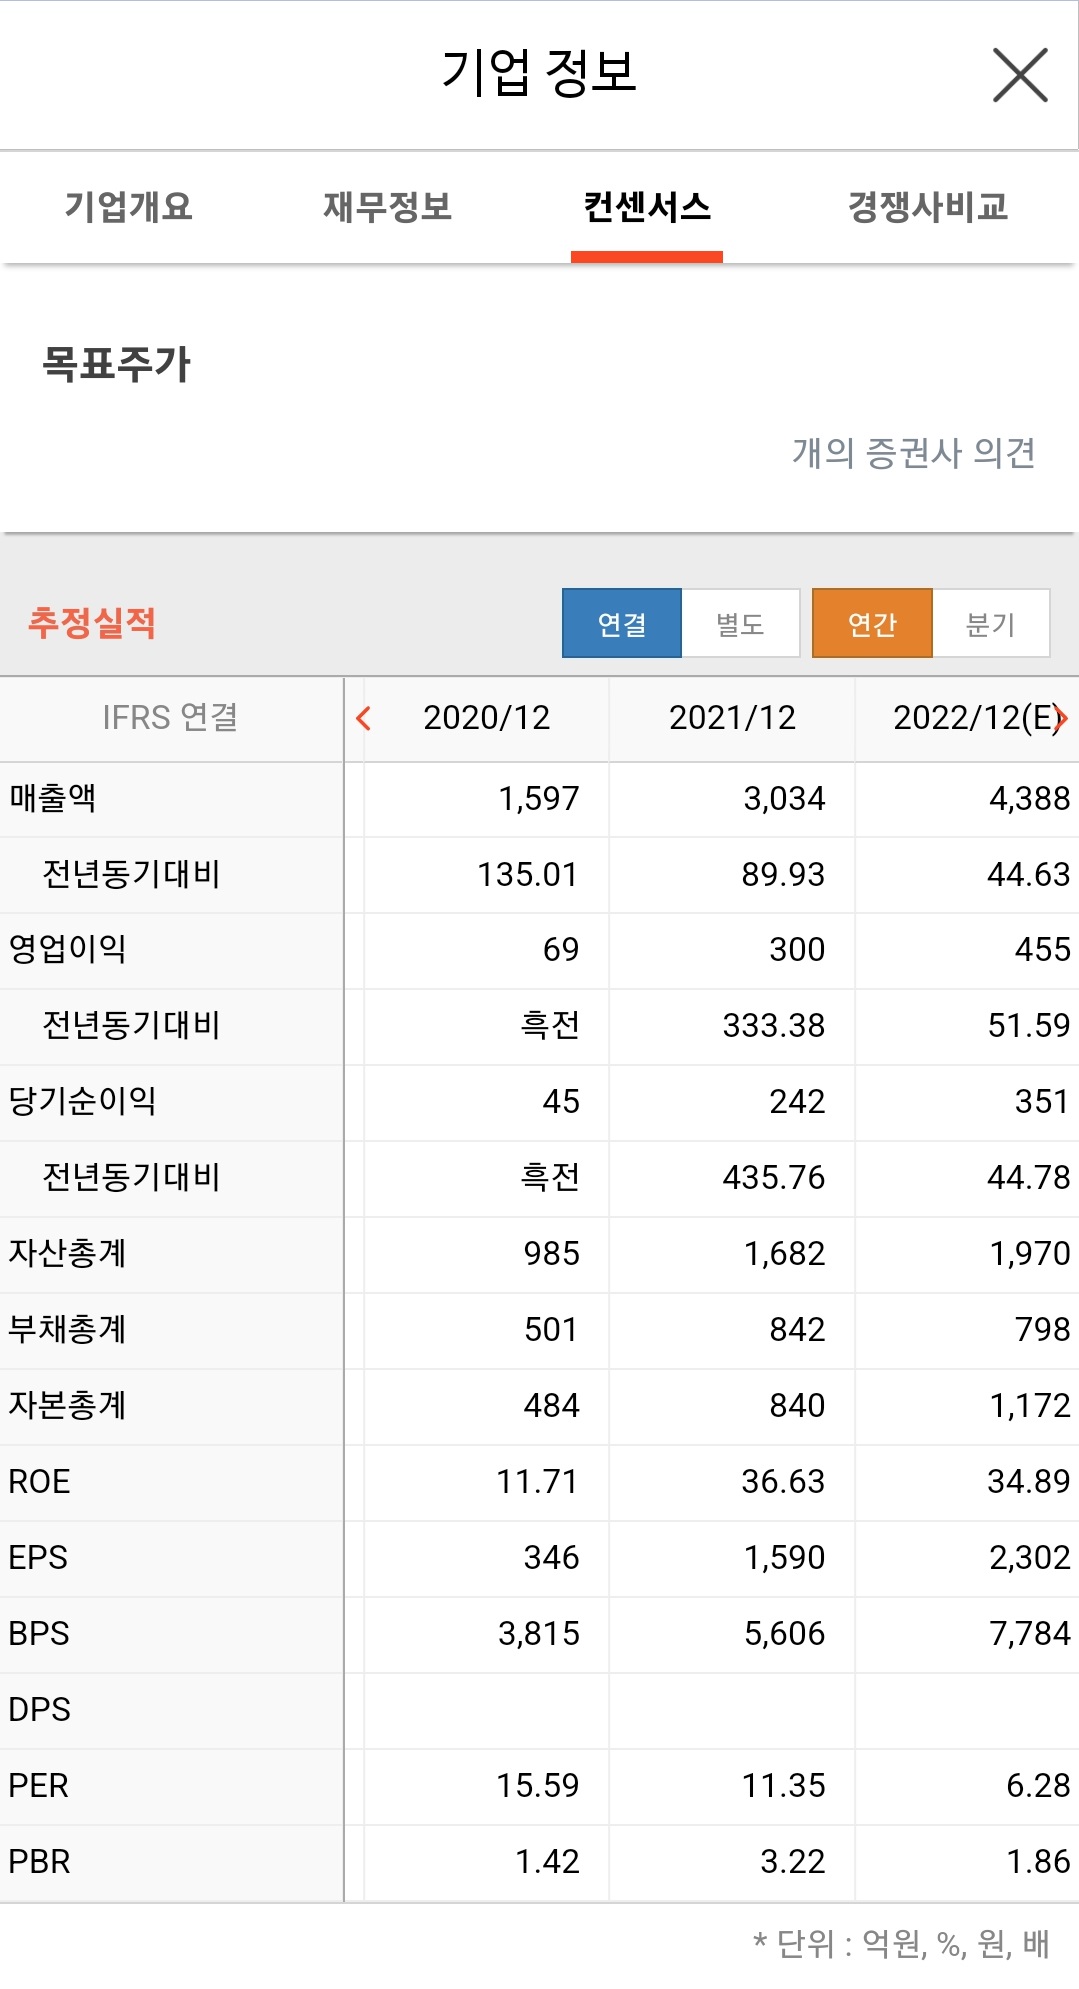 기업 정보
기업개요 재무정보 컨센서스 경쟁사비교
목표주가
개의 증권사 의견
추정실적 연결 별도 연간 분기
IFRS 연결 2020/12 2021/12 2022/12(E)
매출액 1,597 3,034 4,388
전년동기대비 135.01 89.93 44.63
영업이익 69 300 455
전년동기대비 흑전 333.38 51.59
당기순이익 45 242 351
전년동기대비 흑전 435.76 44.78
자산총계 985 1,682 1,970
부채총계 501 842 798
자본총계 484 840 1,172
ROE 11.71 36.63 34.89
EPS 346 1,590 2,302
BPS 3,815 5,606 7,784
DPS
PER 15.59 11.35 6.28
PBR 1.42 3.22 1.86
* 단위 : 억원, %, 원, 배